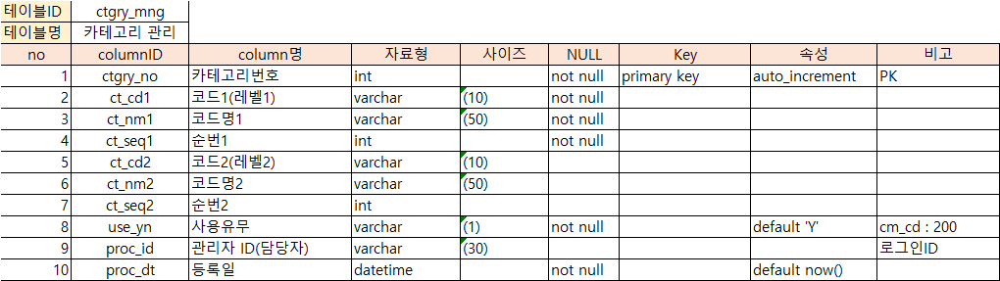 테이블ID ctgry_mng
테이블명 카테고리 관리
no columnID column명 자료형 사이즈 NULL Key 속성 비고
1 ctgry_no 카테고리번호 int not null primary key auto_increment PK
2 ct_cd1 코드1(레벨1) varchar (10) not null
3 ct_nm1 코드명1 varchar (50) not null
4 ct_seq1 순번1 int not null
5 ct_cd2 코드2(레벨2) varchar (10)
6 ct_nm2 코드명2 varchar (50)
7 ct_seq2 순번2 int
8 use_yn 사용유무 varchar (1) not null default 'Y' cm_cd : 200
9 proc_id 관리자 ID(담당자) varchar (30) 로그인ID
10 proc_dt 등록일 datetime not null default now()